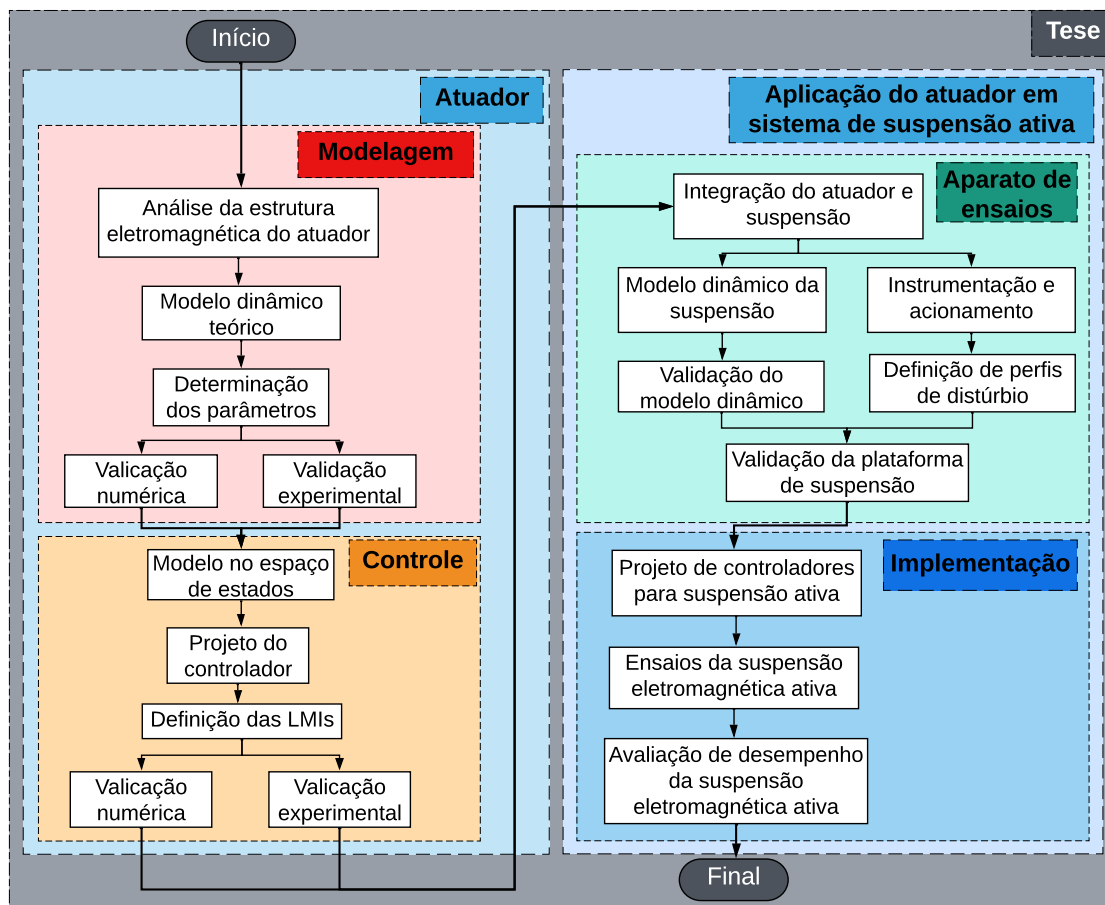 Tese
Início
Atuador
Modelagem
Análise da estrutura
eletromagnética do atuador
Modelo dinâmico
teórico
Determinação
dos parâmetros
Valicação
numérica
Validação
experimental
Controle
Modelo no espaço
de estados
Projeto do
controlador
Definição das LMIs
Valicação
numérica
Valicação
experimental
Aplicação do atuador em
sistema de suspensão ativa
Aparato de
ensaios
Integração do atuador e
suspensão
Modelo dinâmico da
suspensão
Instrumentação e
acionamento
Validação do
modelo dinâmico
Definição de perfis
de distúrbio
Validação da plataforma
de suspensão
Implementação
Projeto de controladores
para suspensão ativa
Ensaios da suspensão
eletromagnética ativa
Avaliação de desempenho
da suspensão
eletromagnética ativa
Final